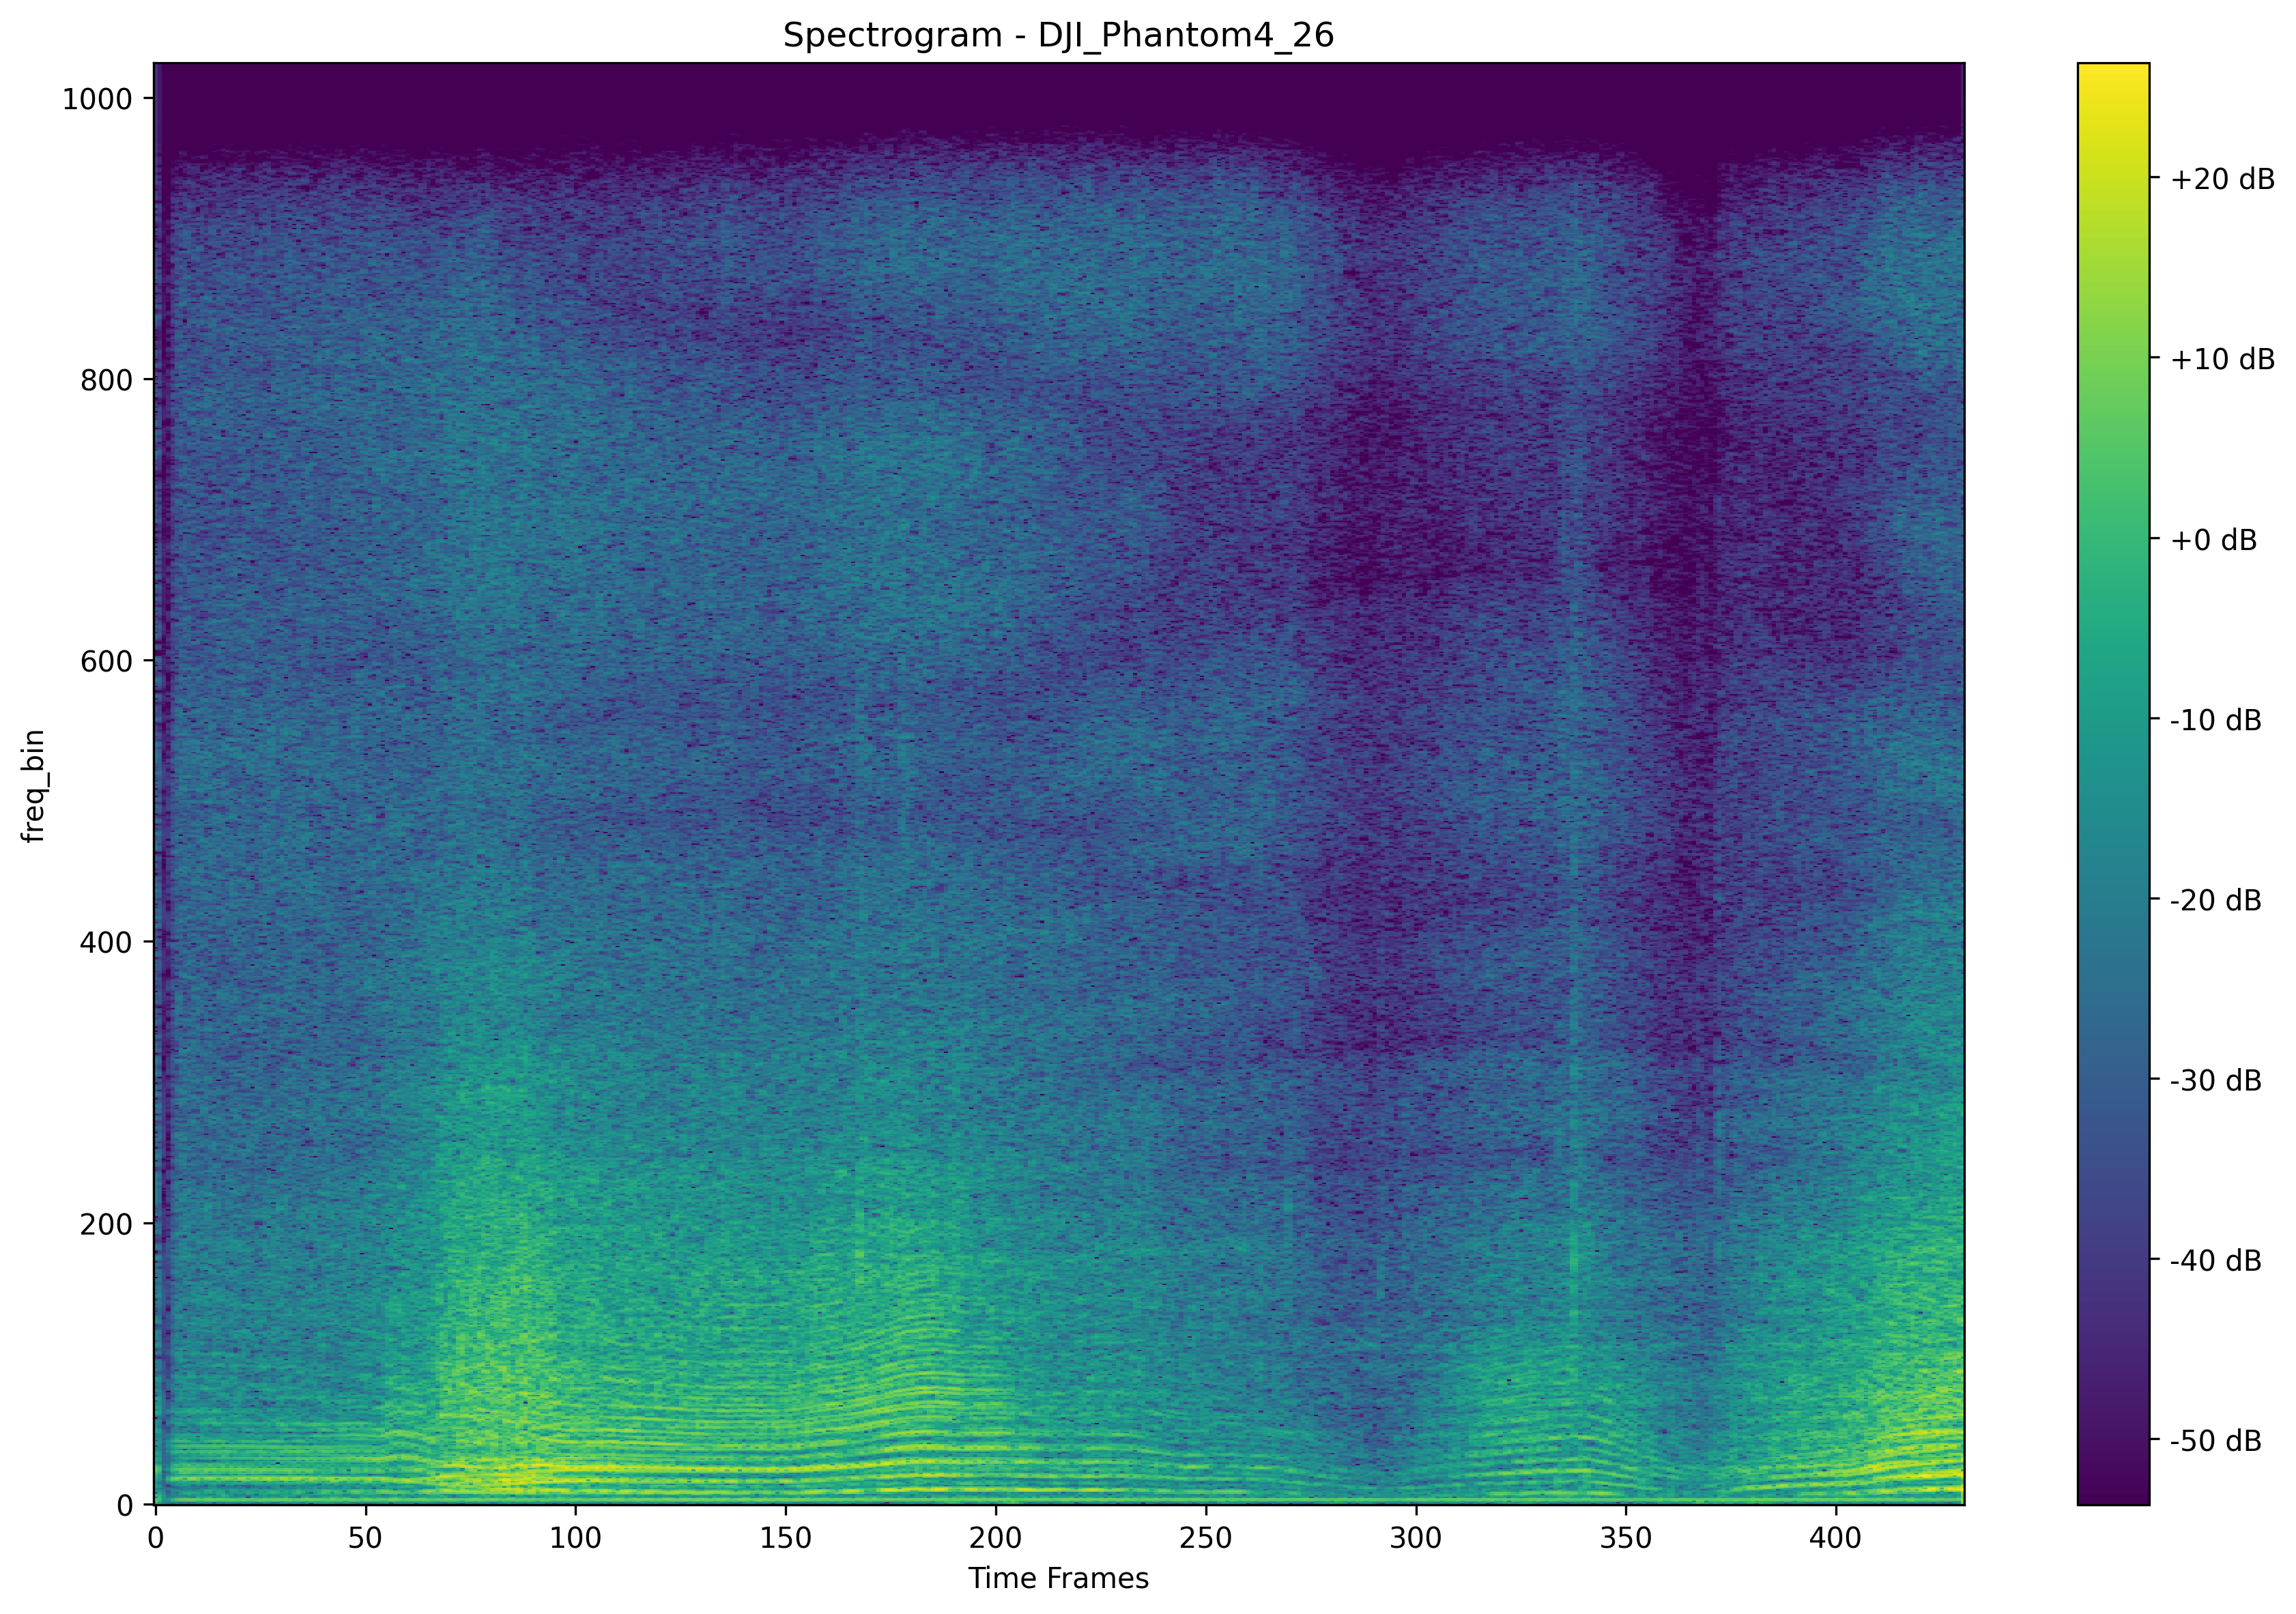 Spectrogram - DJI_Phantom4_26
1000
800
600
400
200
0
freq_bin
0 50 100 150 200 250 300 350 400
Time Frames
+20 dB
+10 dB
+0 dB
-10 dB
-20 dB
-30 dB
-40 dB
-50 dB